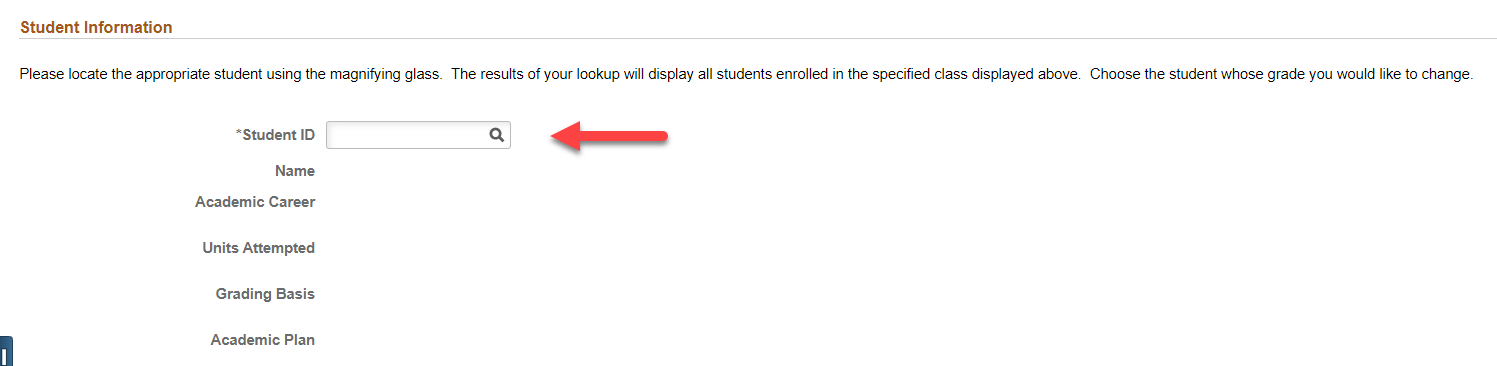 Student Information
Please locate the appropriate student using the magnifying glass.  The results of your lookup will display all students enrolled in the specified class displayed above.  Choose the student whose grade you would like to change.
*Student ID
Name
Academic Career
Units Attempted
Grading Basis
Academic Plan